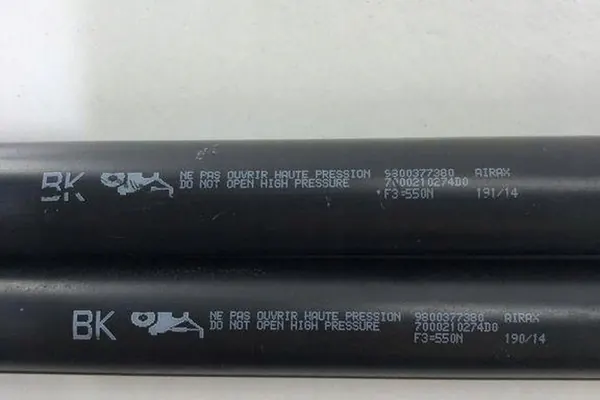 BK NE PAS OUVRIR HAUTE PRESSION 9800377380 AIRAX
DO NOT OPEN HIGH PRESSURE 7000210274D0
F3=550N 191/14
BK NE PAS OUVRIR HAUTE PRESSION 9800377380 AIRAX
DO NOT OPEN HIGH PRESSURE 7000210274D0
F3=550N 190/14